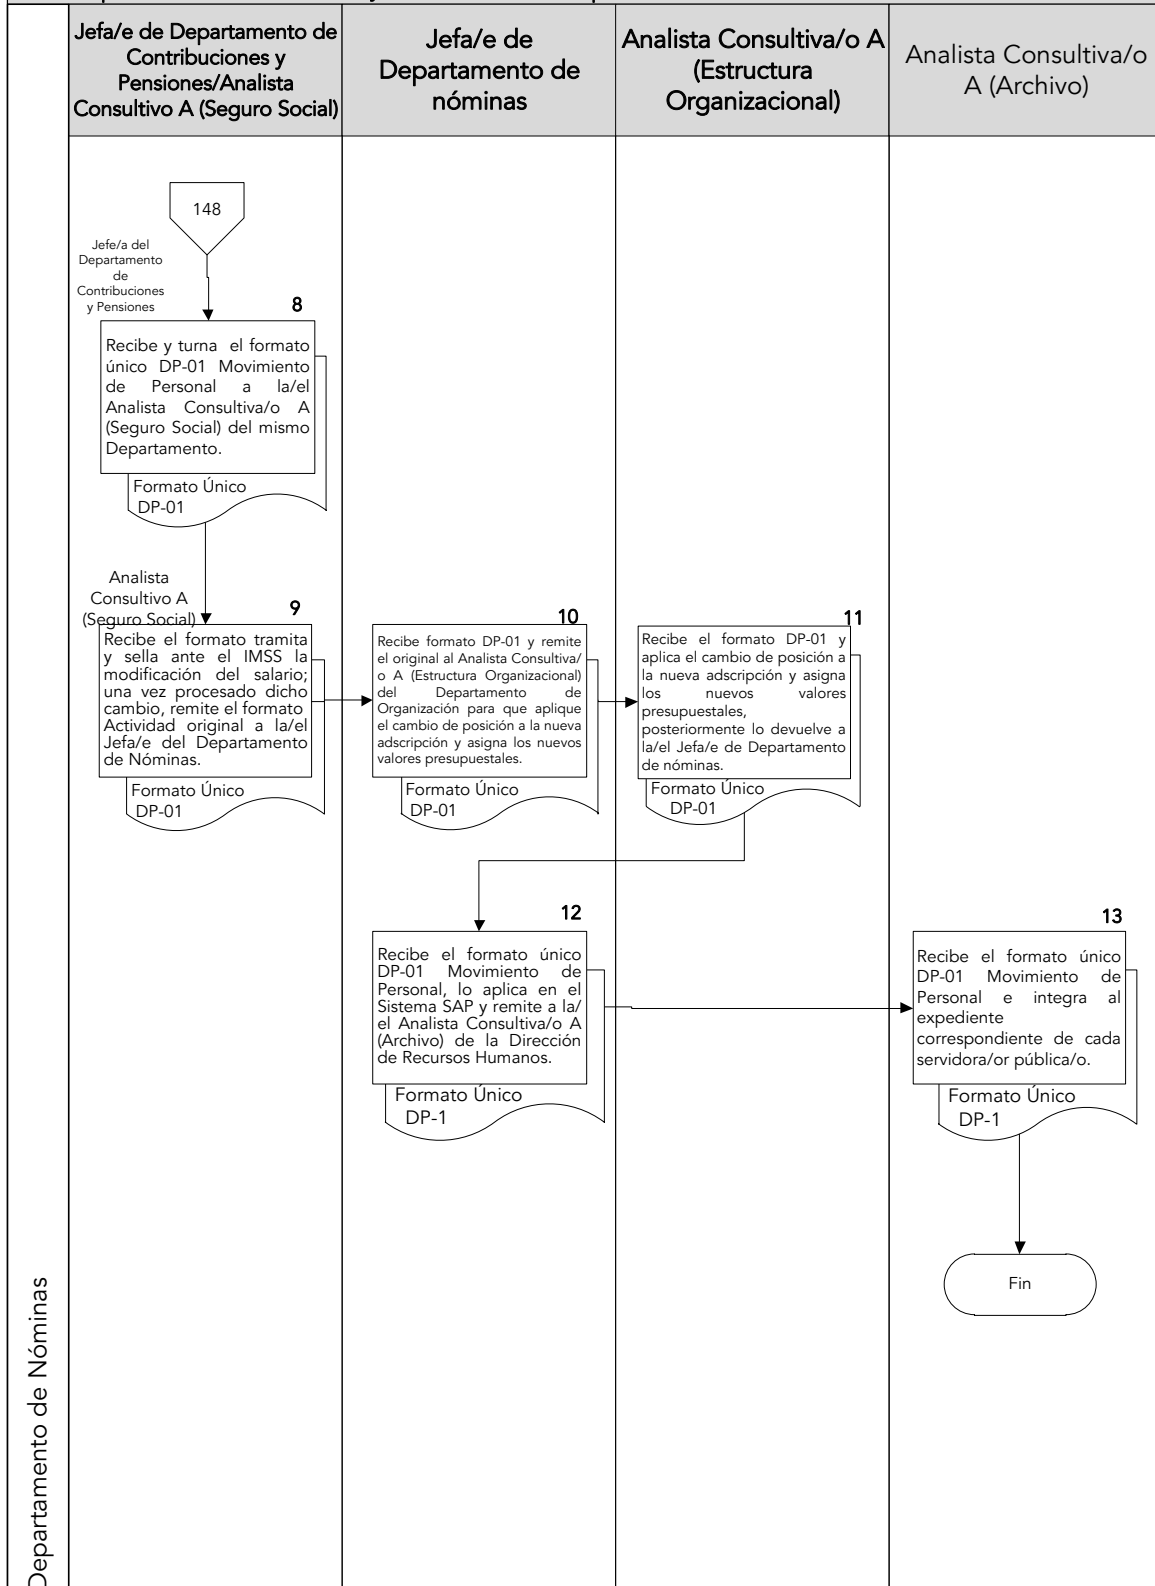 Jefa/e de Departamento de
Contribuciones y
Pensiones/Analista
Consultivo A (Seguro Social)
Jefa/e de
Departamento de
nóminas
Analista Consultiva/o A
(Estructura
Organizacional)
Analista Consultiva/o
A (Archivo)
148
Jefe/a del
Departamento
de
Contribuciones
y Pensiones
8
Recibe y turna el formato
único DP-01 Movimiento
de Personal a la/el
Analista Consultiva/o A
(Seguro Social) del mismo
Departamento.
Formato Único
DP-01
Analista
Consultivo A
(Seguro Social)
9
Recibe el formato tramita
y sella ante el IMSS la
modificación del salario;
una vez procesado dicho
cambio, remite el formato
Actividad original a la/el
Jefa/e del Departamento
de Nóminas.
Formato Único
DP-01
10
Recibe formato DP-01 y remite
el original al Analista Consultiva/
o A (Estructura Organizacional)
del Departamento de
Organización para que aplique
el cambio de posición a la nueva
adscripción y asigna los nuevos
valores presupuestales.
Formato Único
DP-01
11
Recibe el formato DP-01 y
aplica el cambio de posición a
la nueva adscripción y asigna
los nuevos valores
presupuestales,
posteriormente lo devuelve a
la/el Jefa/e de Departamento
de nóminas.
Formato Único
DP-01
12
Recibe el formato único
DP-01 Movimiento de
Personal, lo aplica en el
Sistema SAP y remite a la/
el Analista Consultiva/o A
(Archivo) de la Dirección
de Recursos Humanos.
Formato Único
DP-1
13
Recibe el formato único
DP-01 Movimiento de
Personal e integra al
expediente
correspondiente de cada
servidora/or pública/o.
Formato Único
DP-1
Fin
Departamento de Nóminas